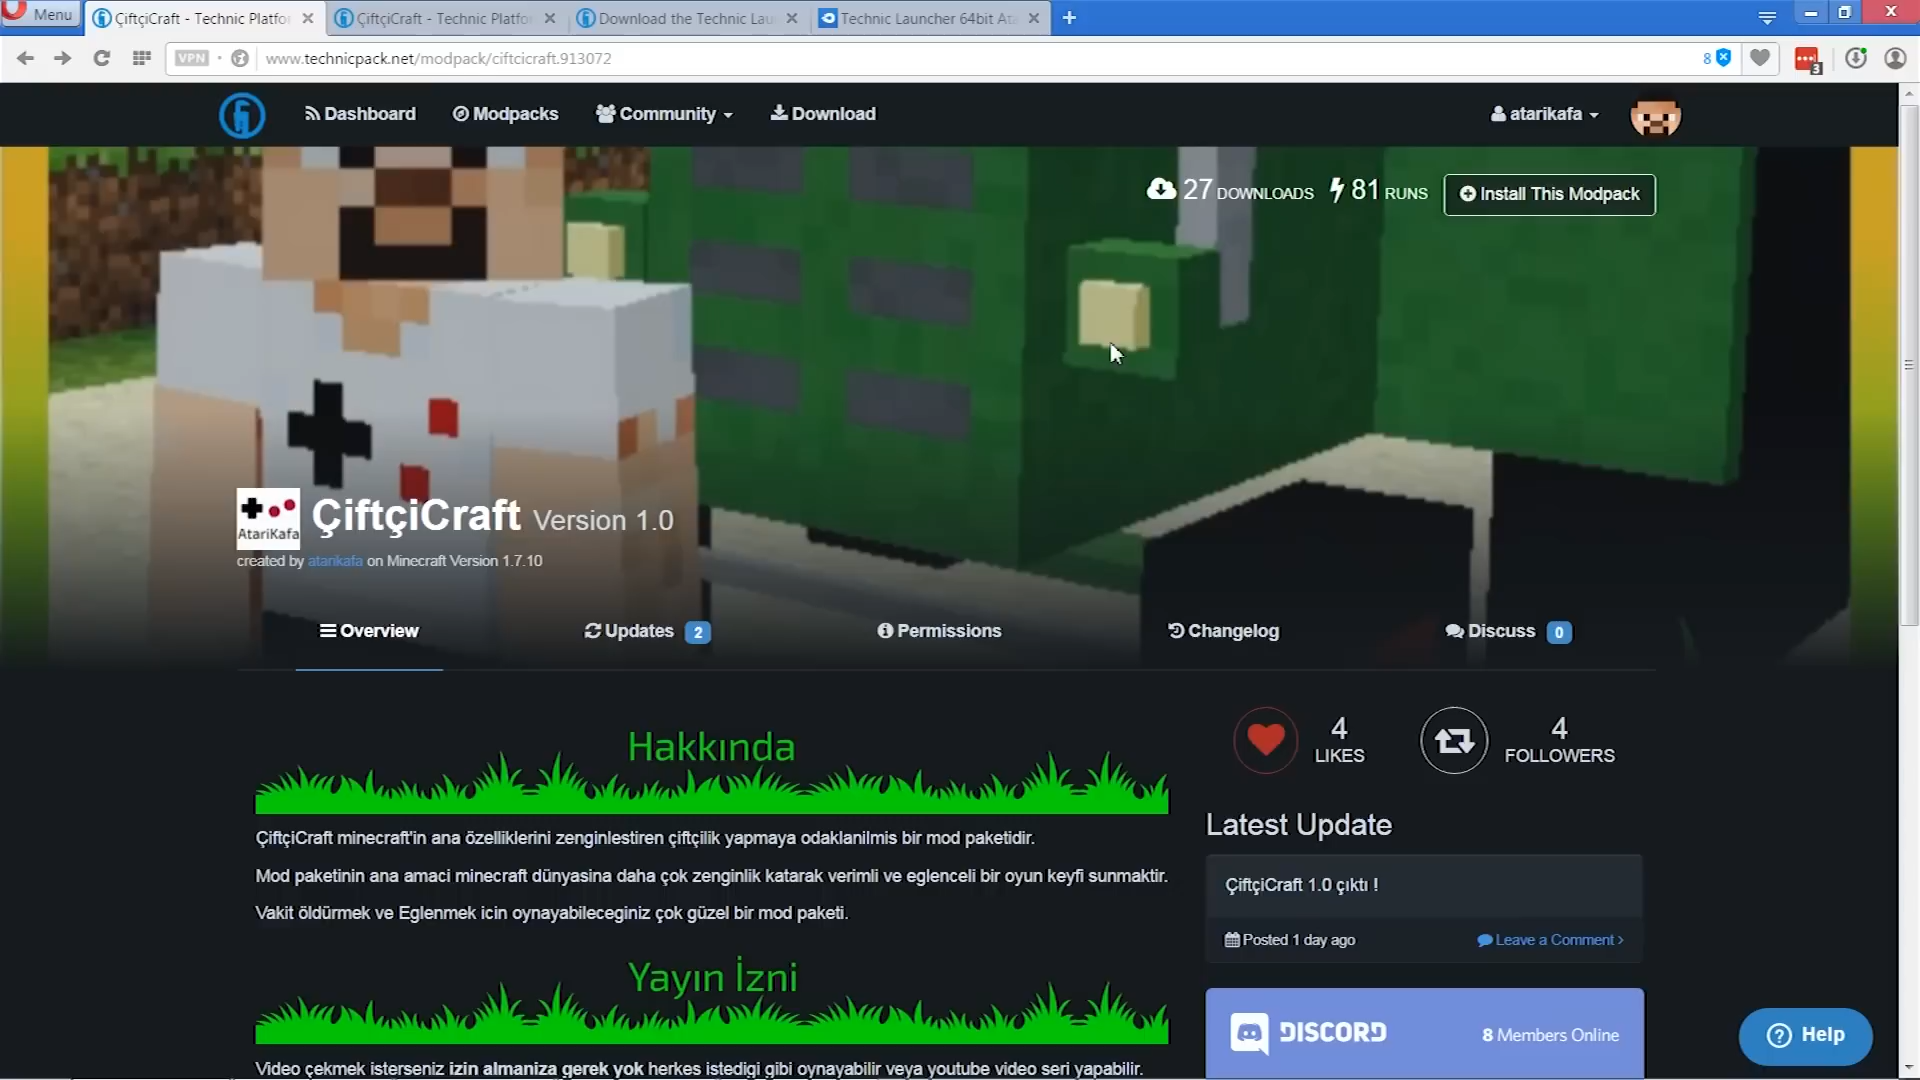 Menu
ÇiftçiCraft - Technic Platfo
ÇiftçiCraft - Technic Platfo
Download the Technic Lau
Technic Launcher 64bit Ata
VPN
www.technicpack.net/modpack/ciftcicraft.913072
8
3
Dashboard
Modpacks
Community
Download
atarikafa
27 DOWNLOADS
81 RUNS
Install This Modpack
AtariKafa
ÇiftçiCraft Version 1.0
created by atarikafa on Minecraft Version 1.7.10
Overview
Updates 2
Permissions
Changelog
Discuss 0
Hakkında
ÇiftçiCraft minecraft'in ana özelliklerini zenginlestiren çiftçilik yapmaya odaklanilmis bir mod paketidir.
Mod paketinin ana amaci minecraft dünyasina daha çok zenginlik katarak verimli ve eglenceli bir oyun keyfi sunmaktir.
Vakit öldürmek ve Eglenmek icin oynayabileceginiz çok güzel bir mod paketi.
Yayın İzni
Video çekmek isterseniz izin almaniza gerek yok herkes istedigi gibi oynayabilir veya youtube video seri yapabilir.
4
LIKES
4
FOLLOWERS
Latest Update
ÇiftçiCraft 1.0 çıktı !
Posted 1 day ago
Leave a Comment
DISCORD
8 Members Online
Help